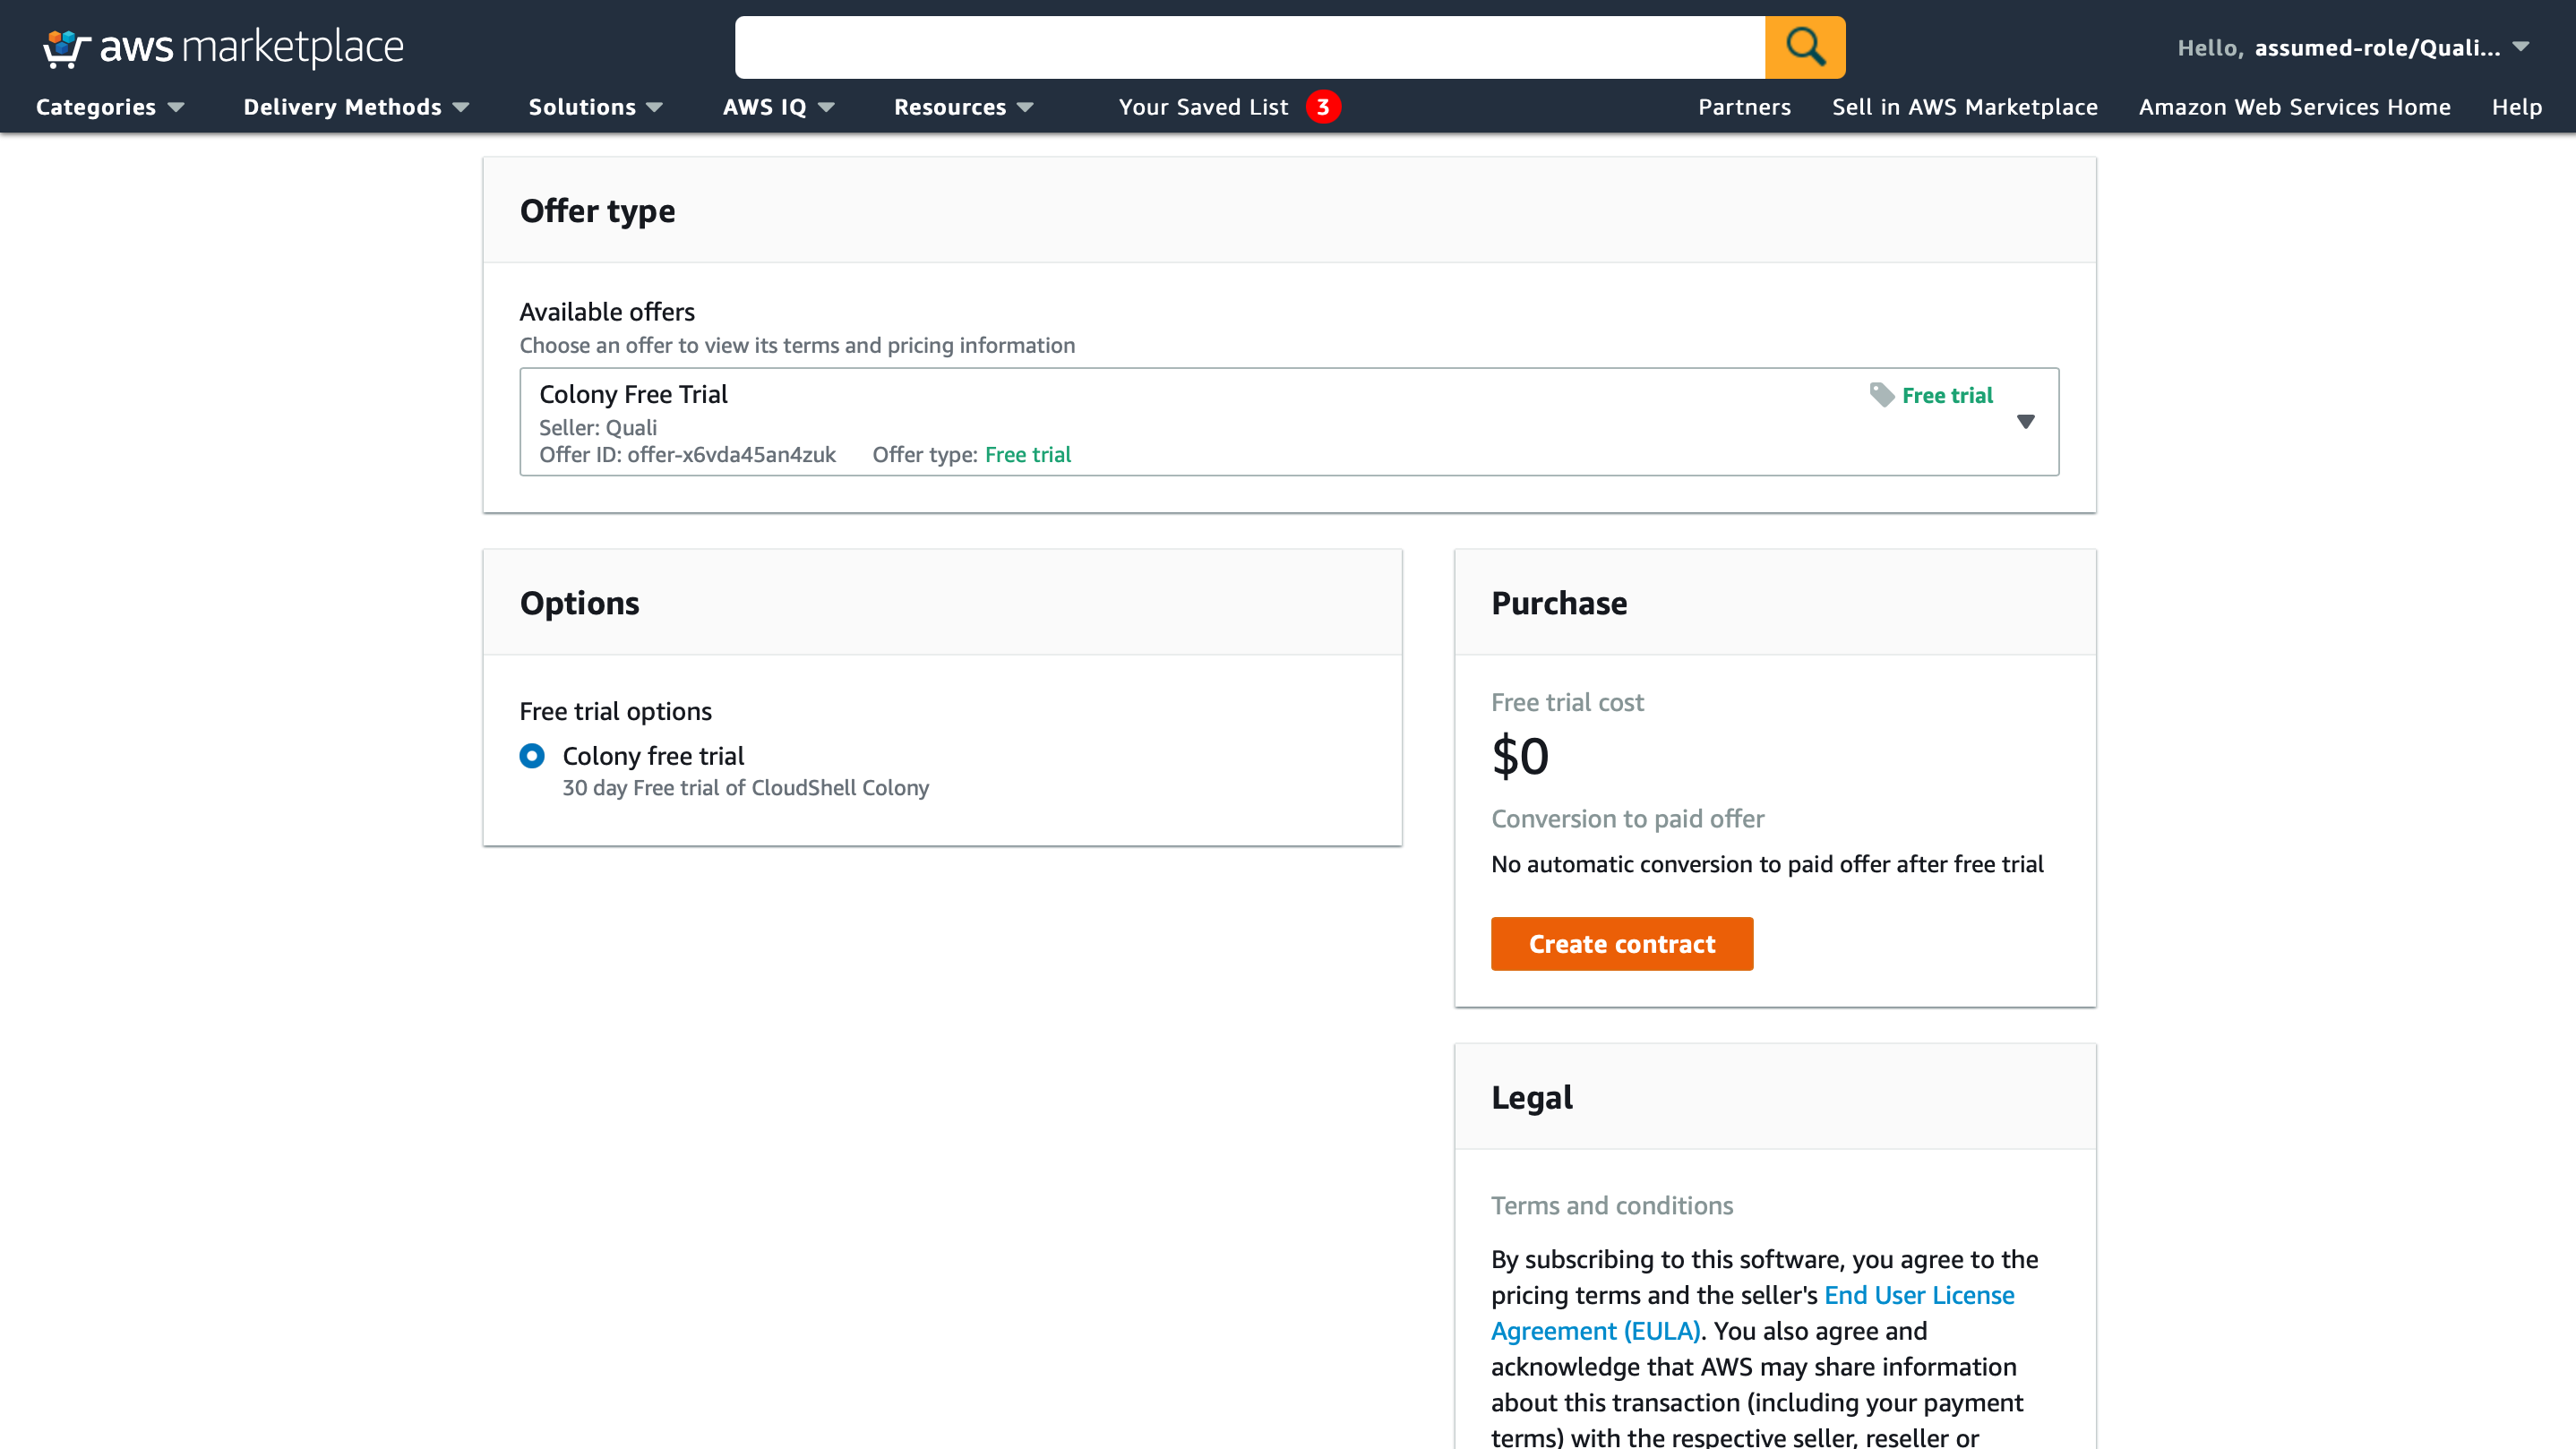 aws marketplace
Hello, assumed-role/Quali...
Categories Delivery Methods Solutions AWS IQ Resources Your Saved List 3 Partners Sell in AWS Marketplace Amazon Web Services Home Help
Offer type
Available offers
Choose an offer to view its terms and pricing information
Colony Free Trial
Free trial
Seller: Quali
Offer ID: offer-x6vda45an4zuk Offer type: Free trial
Options
Free trial options
Colony free trial
30 day Free trial of CloudShell Colony
Purchase
Free trial cost
$0
Conversion to paid offer
No automatic conversion to paid offer after free trial
Create contract
Legal
Terms and conditions
By subscribing to this software, you agree to the
pricing terms and the seller's End User License
Agreement (EULA). You also agree and
acknowledge that AWS may share information
about this transaction (including your payment
terms) with the respective seller, reseller or